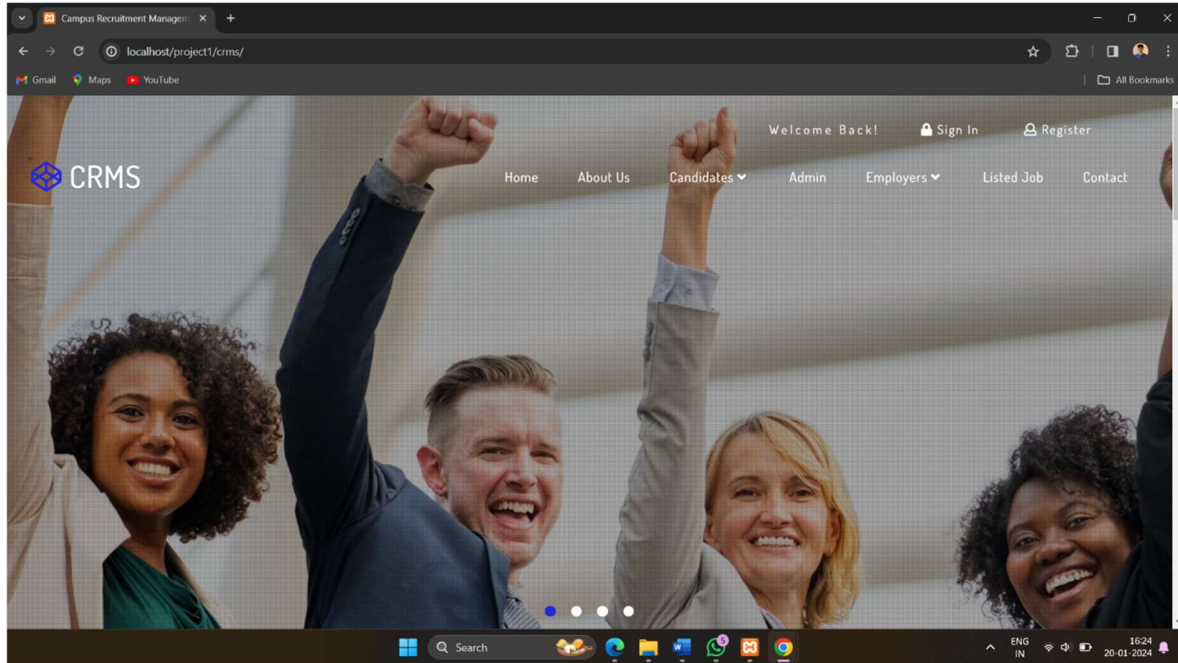 Campus Recruitment Managem
localhost/project1/crms/
Gmail Maps YouTube All Bookmarks
Welcome Back! Sign In Register
CRMS Home About Us Candidates Admin Employers Listed Job Contact
Search
5
ENG
IN
16:24
20-01-2024